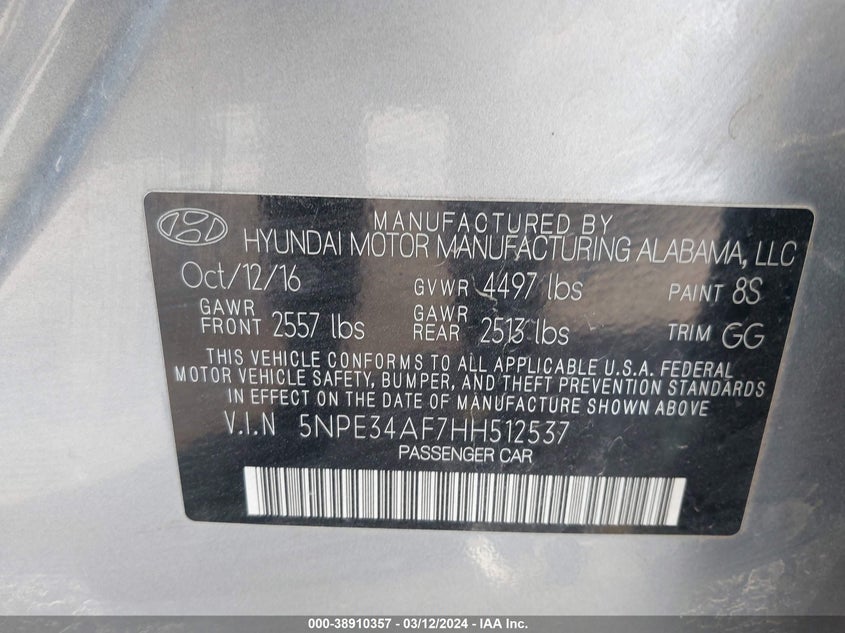 MANUFACTURED BY
HYUNDAI MOTOR MANUFACTURING ALABAMA, LLC
Oct/12/16 GVWR 4497 lbs PAINT 8S
GAWR FRONT 2557 lbs GAWR REAR 2513 lbs TRIM GG
THIS VEHICLE CONFORMS TO ALL APPLICABLE U.S.A. FEDERAL
MOTOR VEHICLE SAFETY, BUMPER, AND THEFT PREVENTION STANDARDS
IN EFFECT ON THE DATE OF MANUFACTURE SHOWN ABOVE
V.I.N 5NPE34AF7HH512537
PASSENGER CAR
000-38910357 - 03/12/2024 - IAA Inc.